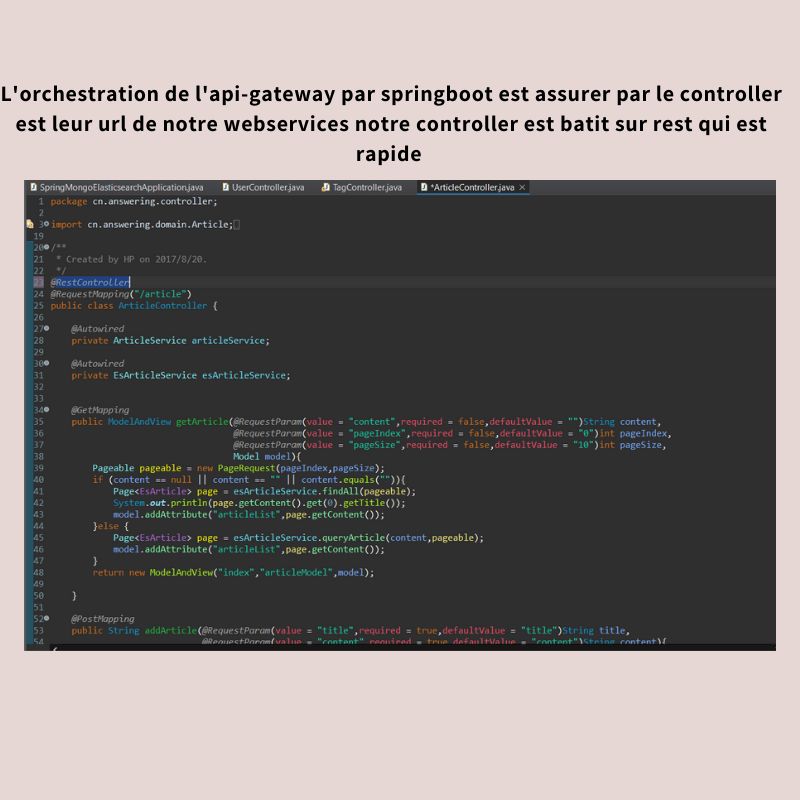 L'orchestration de l'api-gateway par springboot est assurer par le controller
est leur url de notre webservices notre controller est batit sur rest qui est
rapide
SpringMongoElasticsearchApplication.java UserController.java TagController.java *ArticleController.java
1 package cn.answering.controller;
2
3 import cn.answering.domain.Article;
19
20 /**
21 * Created by HP on 2017/8/20.
22 */
23 @RestController
24 @RequestMapping("/article")
25 public class ArticleController {
26
27 @Autowired
28 private ArticleService articleService;
29
30 @Autowired
31 private EsArticleService esArticleService;
32
33
34 @GetMapping
35 public ModelAndView getArticle(@RequestParam(value = "content",required = false,defaultValue = "")String content,
36 @RequestParam(value = "pageIndex",required = false,defaultValue = "0")int pageIndex,
37 @RequestParam(value = "pageSize",required = false,defaultValue = "10")int pageSize,
38 Model model){
39 Pageable pageable = new PageRequest(pageIndex,pageSize);
40 if (content == null || content == "" || content.equals("")){
41 Page<EsArticle> page = esArticleService.findAll(pageable);
42 System.out.println(page.getContent().get(0).getTitle());
43 model.addAttribute("articleList",page.getContent());
44 }else {
45 Page<EsArticle> page = esArticleService.queryArticle(content,pageable);
46 model.addAttribute("articleList",page.getContent());
47 }
48 return new ModelAndView("index","articleModel",model);
49
50 }
51
52 @PostMapping
53 public String addArticle(@RequestParam(value = "title",required = true,defaultValue = "title")String title,
54 @RequestParam(value = "content",required = true,defaultValue = "content")String content){